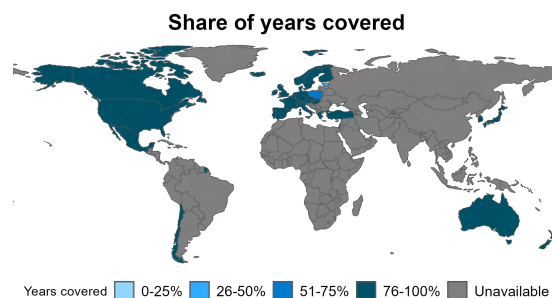 Share of years covered
Years covered 0-25% 26-50% 51-75% 76-100% Unavailable